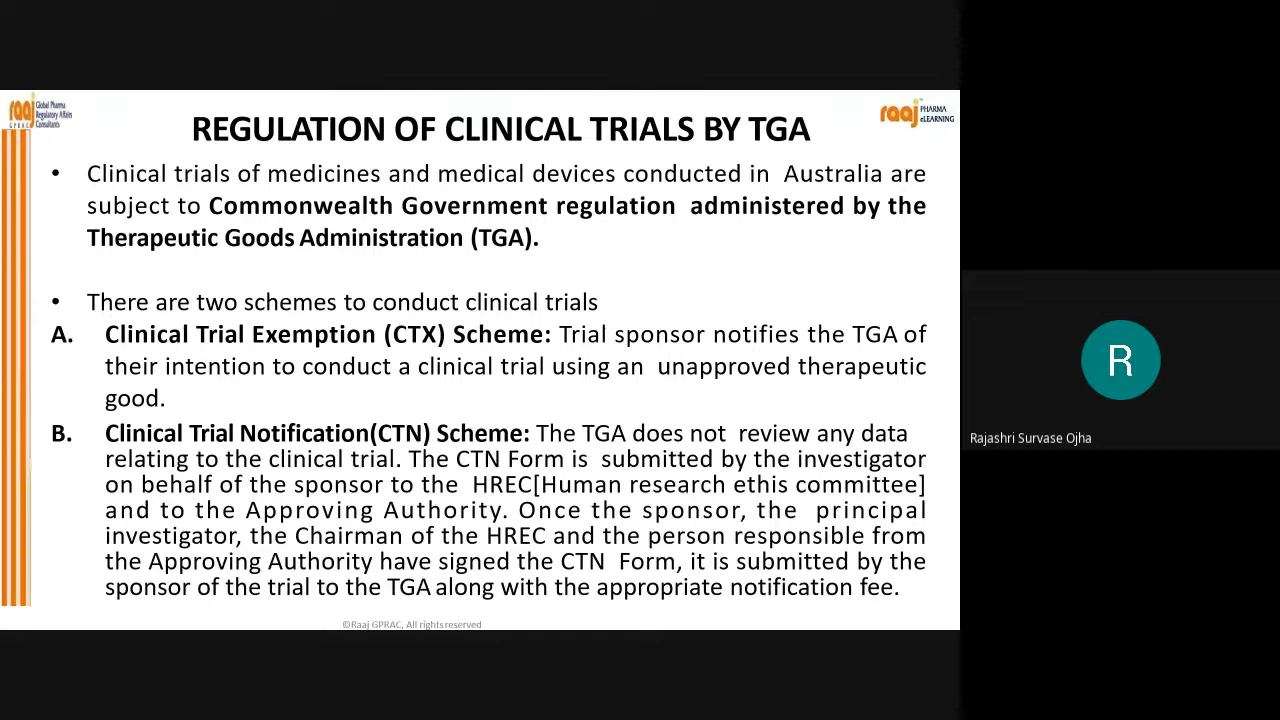 raaj
GPRAC
Global Pharma
Regulatory Affairs
Consultants
raaj
PHARMA
eLEARNING
REGULATION OF CLINICAL TRIALS BY TGA
• Clinical trials of medicines and medical devices conducted in Australia are
subject to Commonwealth Government regulation administered by the
Therapeutic Goods Administration (TGA).
• There are two schemes to conduct clinical trials
A. Clinical Trial Exemption (CTX) Scheme: Trial sponsor notifies the TGA of
their intention to conduct a clinical trial using an unapproved therapeutic
good.
B. Clinical Trial Notification(CTN) Scheme: The TGA does not review any data
relating to the clinical trial. The CTN Form is submitted by the investigator
on behalf of the sponsor to the HREC[Human research ethis committee]
and to the Approving Authority. Once the sponsor, the principal
investigator, the Chairman of the HREC and the person responsible from
the Approving Authority have signed the CTN Form, it is submitted by the
sponsor of the trial to the TGA along with the appropriate notification fee.
©Raaj GPRAC, All rights reserved
R
Rajashri Survase Ojha